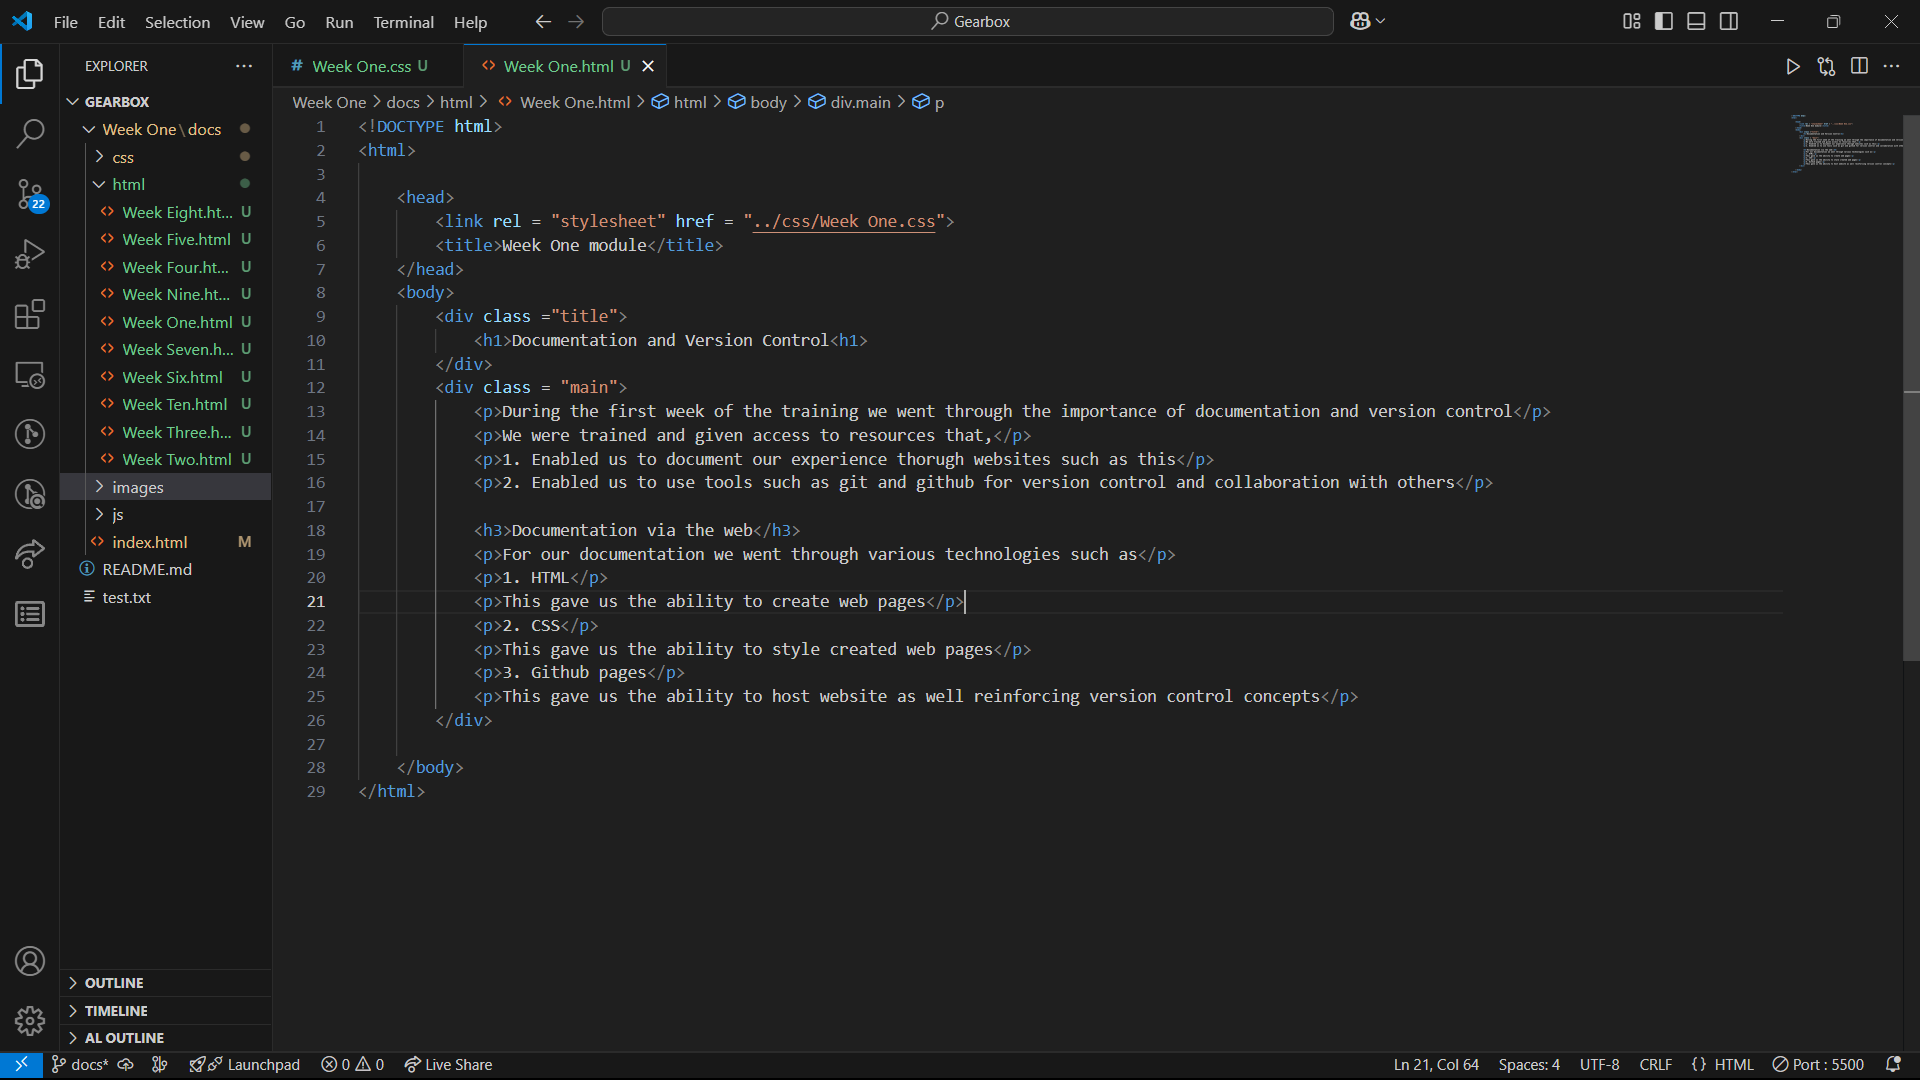 File Edit Selection View Go Run Terminal Help
Gearbox
EXPLORER
GEARBOX
Week One\docs
css
html
Week Eight.ht... U
Week Five.html U
Week Four.ht... U
Week Nine.ht... U
Week One.html U
Week Seven.h... U
Week Six.html U
Week Ten.html U
Week Three.h... U
Week Two.html U
images
js
index.html M
README.md
test.txt
22
OUTLINE
TIMELINE
AL OUTLINE
# Week One.css U
Week One.html U
Week One > docs > html > Week One.html > html > body > div.main > p
1 <!DOCTYPE html>
2 <html>
3
4 <head>
5 <link rel = "stylesheet" href = "../css/Week One.css">
6 <title>Week One module</title>
7 </head>
8 <body>
9 <div class ="title">
10 <h1>Documentation and Version Control<h1>
11 </div>
12 <div class = "main">
13 <p>During the first week of the training we went through the importance of documentation and version control</p>
14 <p>We were trained and given access to resources that,</p>
15 <p>1. Enabled us to document our experience thorugh websites such as this</p>
16 <p>2. Enabled us to use tools such as git and github for version control and collaboration with others</p>
17
18 <h3>Documentation via the web</h3>
19 <p>For our documentation we went through various technologies such as</p>
20 <p>1. HTML</p>
21 <p>This gave us the ability to create web pages</p>
22 <p>2. CSS</p>
23 <p>This gave us the ability to style created web pages</p>
24 <p>3. Github pages</p>
25 <p>This gave us the ability to host website as well reinforcing version control concepts</p>
26 </div>
27
28 </body>
29 </html>
docs* Launchpad 0 0 Live Share
Ln 21, Col 64 Spaces: 4 UTF-8 CRLF {} HTML Port : 5500